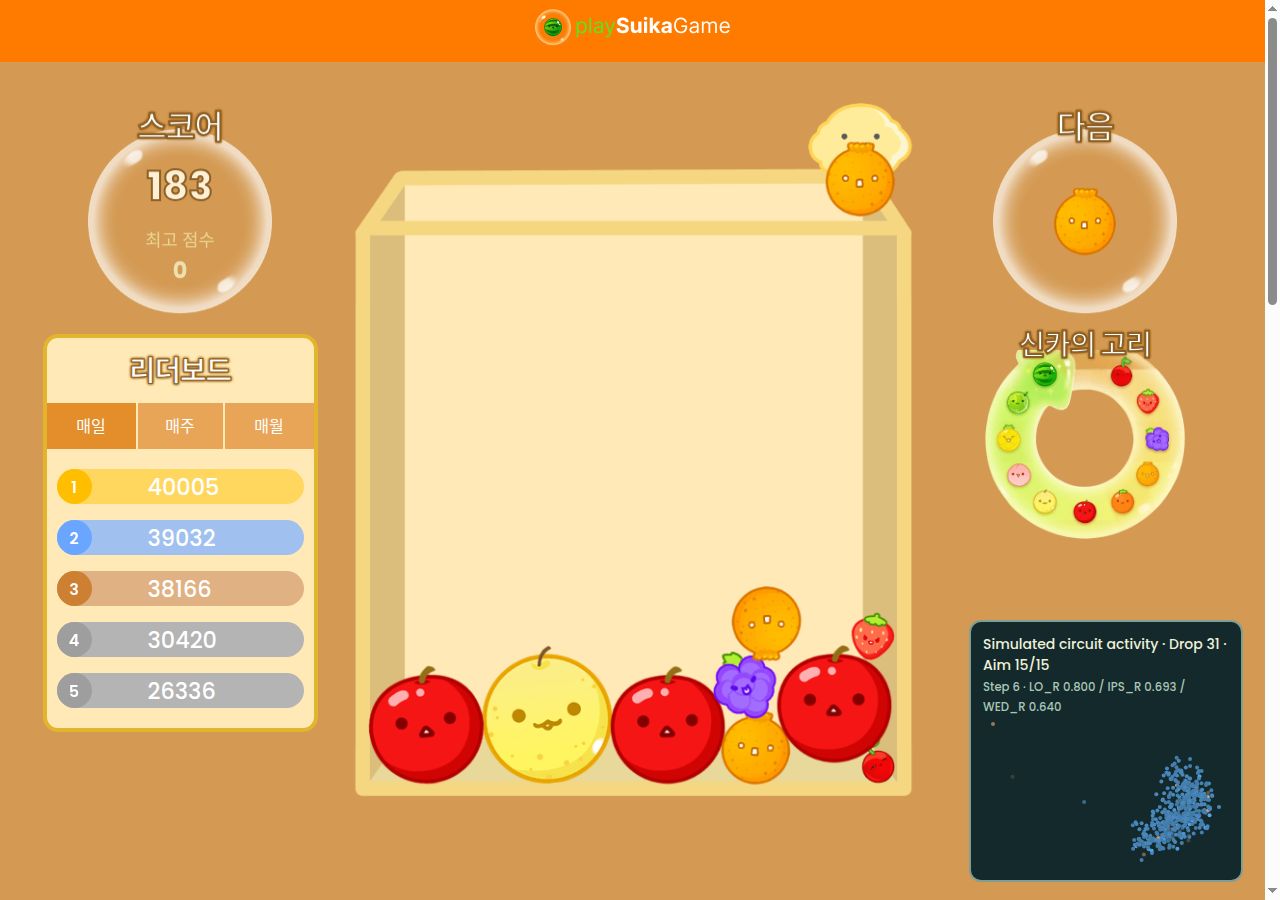 playSuikaGame
스코어
183
최고 점수
0
다음
리더보드
매일 매주 매월
1 40005
2 39032
3 38166
4 30420
5 26336
신카의 고리
Simulated circuit activity · Drop 31 ·
Aim 15/15
Step 6 · LO_R 0.800 / IPS_R 0.693 /
WED_R 0.640